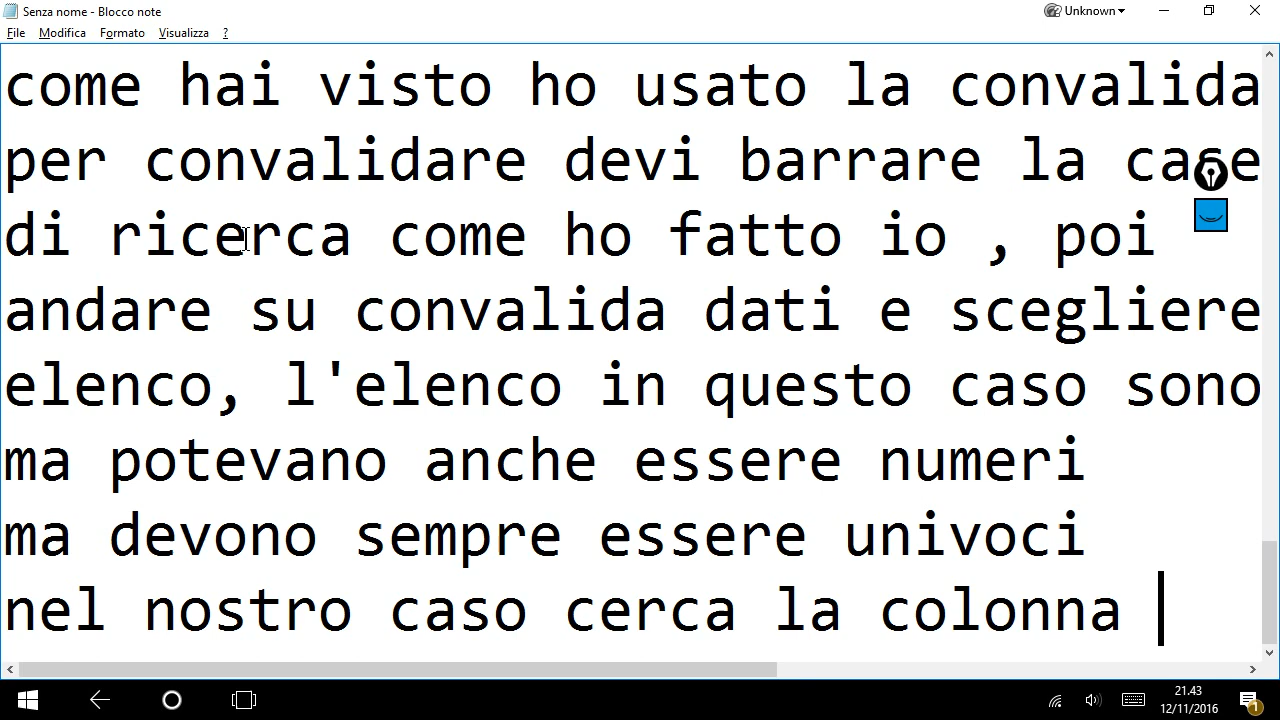 Senza nome - Blocco note
Unknown
File Modifica Formato Visualizza ?
come hai visto ho usato la convalida
per convalidare devi barrare la
di ricerca come ho fatto io , poi
andare su convalida dati e scegliere
elenco, l'elenco in questo caso sono
ma potevano anche essere numeri
ma devono sempre essere univoci
nel nostro caso cerca la colonna
21.43
12/11/2016
1